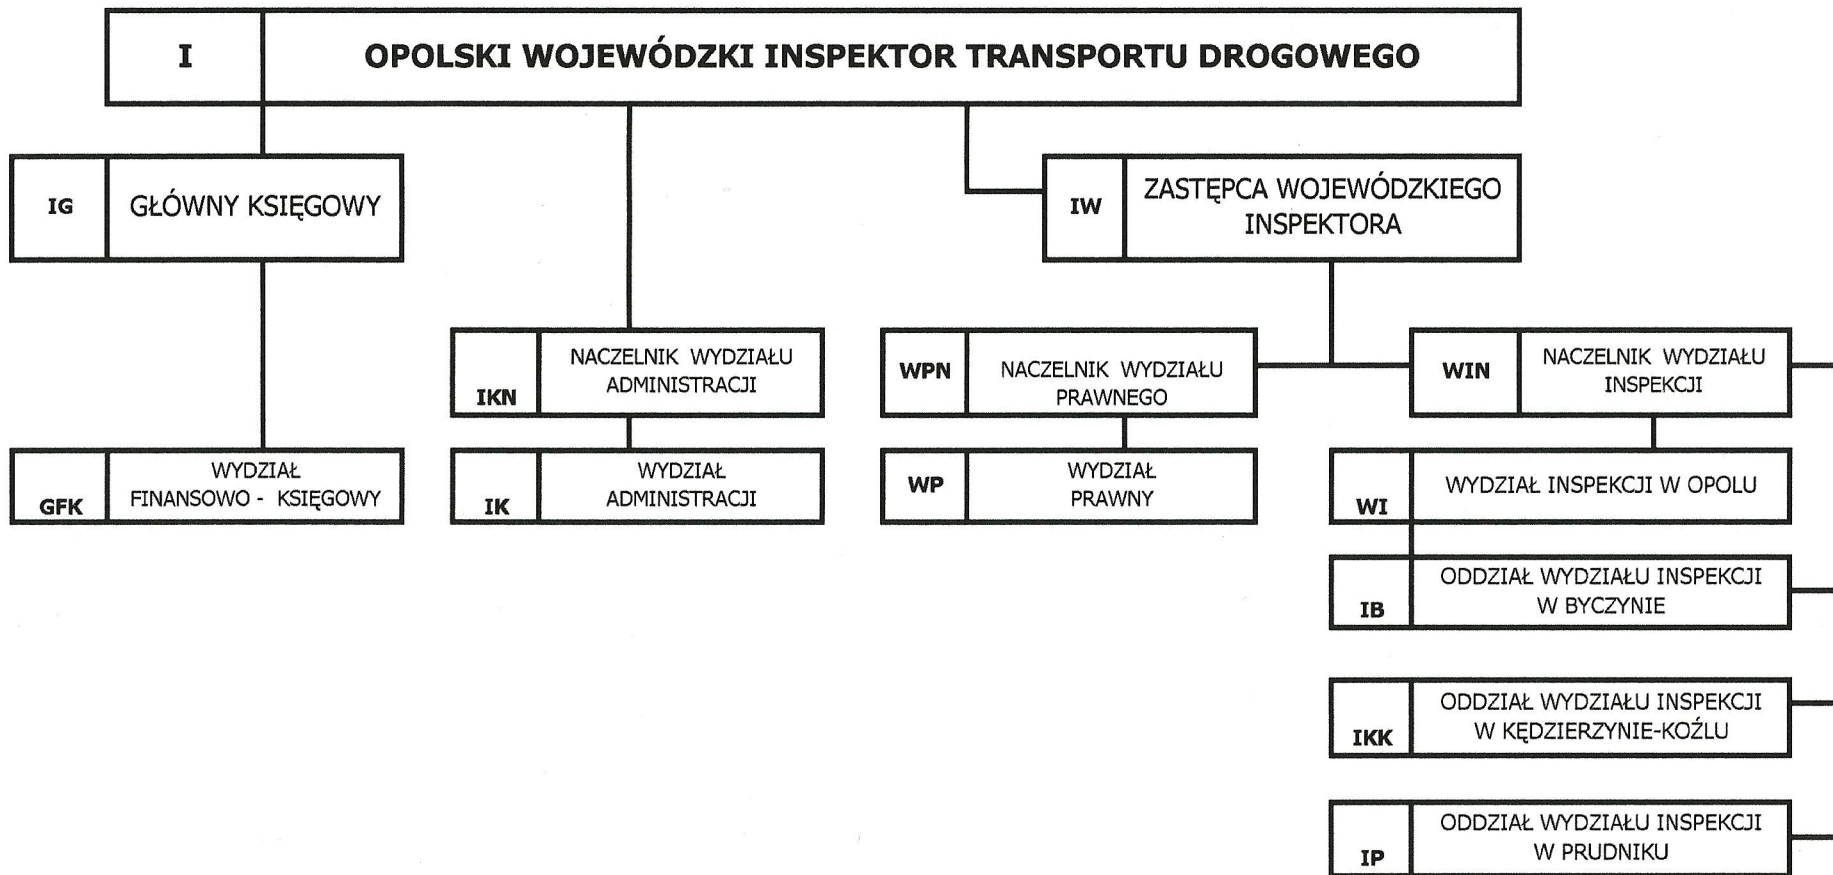 I
OPOLSKI WOJEWÓDZKI INSPEKTOR TRANSPORTU DROGOWEGO
IG
GŁÓWNY KSIĘGOWY
IW
ZASTĘPCA WOJEWÓDZKIEGO
INSPEKTORA
IKN
NACZELNIK WYDZIAŁU
ADMINISTRACJI
WPN
NACZELNIK WYDZIAŁU
PRAWNEGO
WIN
NACZELNIK WYDZIAŁU
INSPEKCJI
GFK
WYDZIAŁ
FINANSOWO - KSIĘGOWY
IK
WYDZIAŁ
ADMINISTRACJI
WP
WYDZIAŁ
PRAWNY
WI
WYDZIAŁ INSPEKCJI W OPOLU
IB
ODDZIAŁ WYDZIAŁU INSPEKCJI
W BYCZYNIE
IKK
ODDZIAŁ WYDZIAŁU INSPEKCJI
W KĘDZIERZYNIE-KOŹLU
IP
ODDZIAŁ WYDZIAŁU INSPEKCJI
W PRUDNIKU